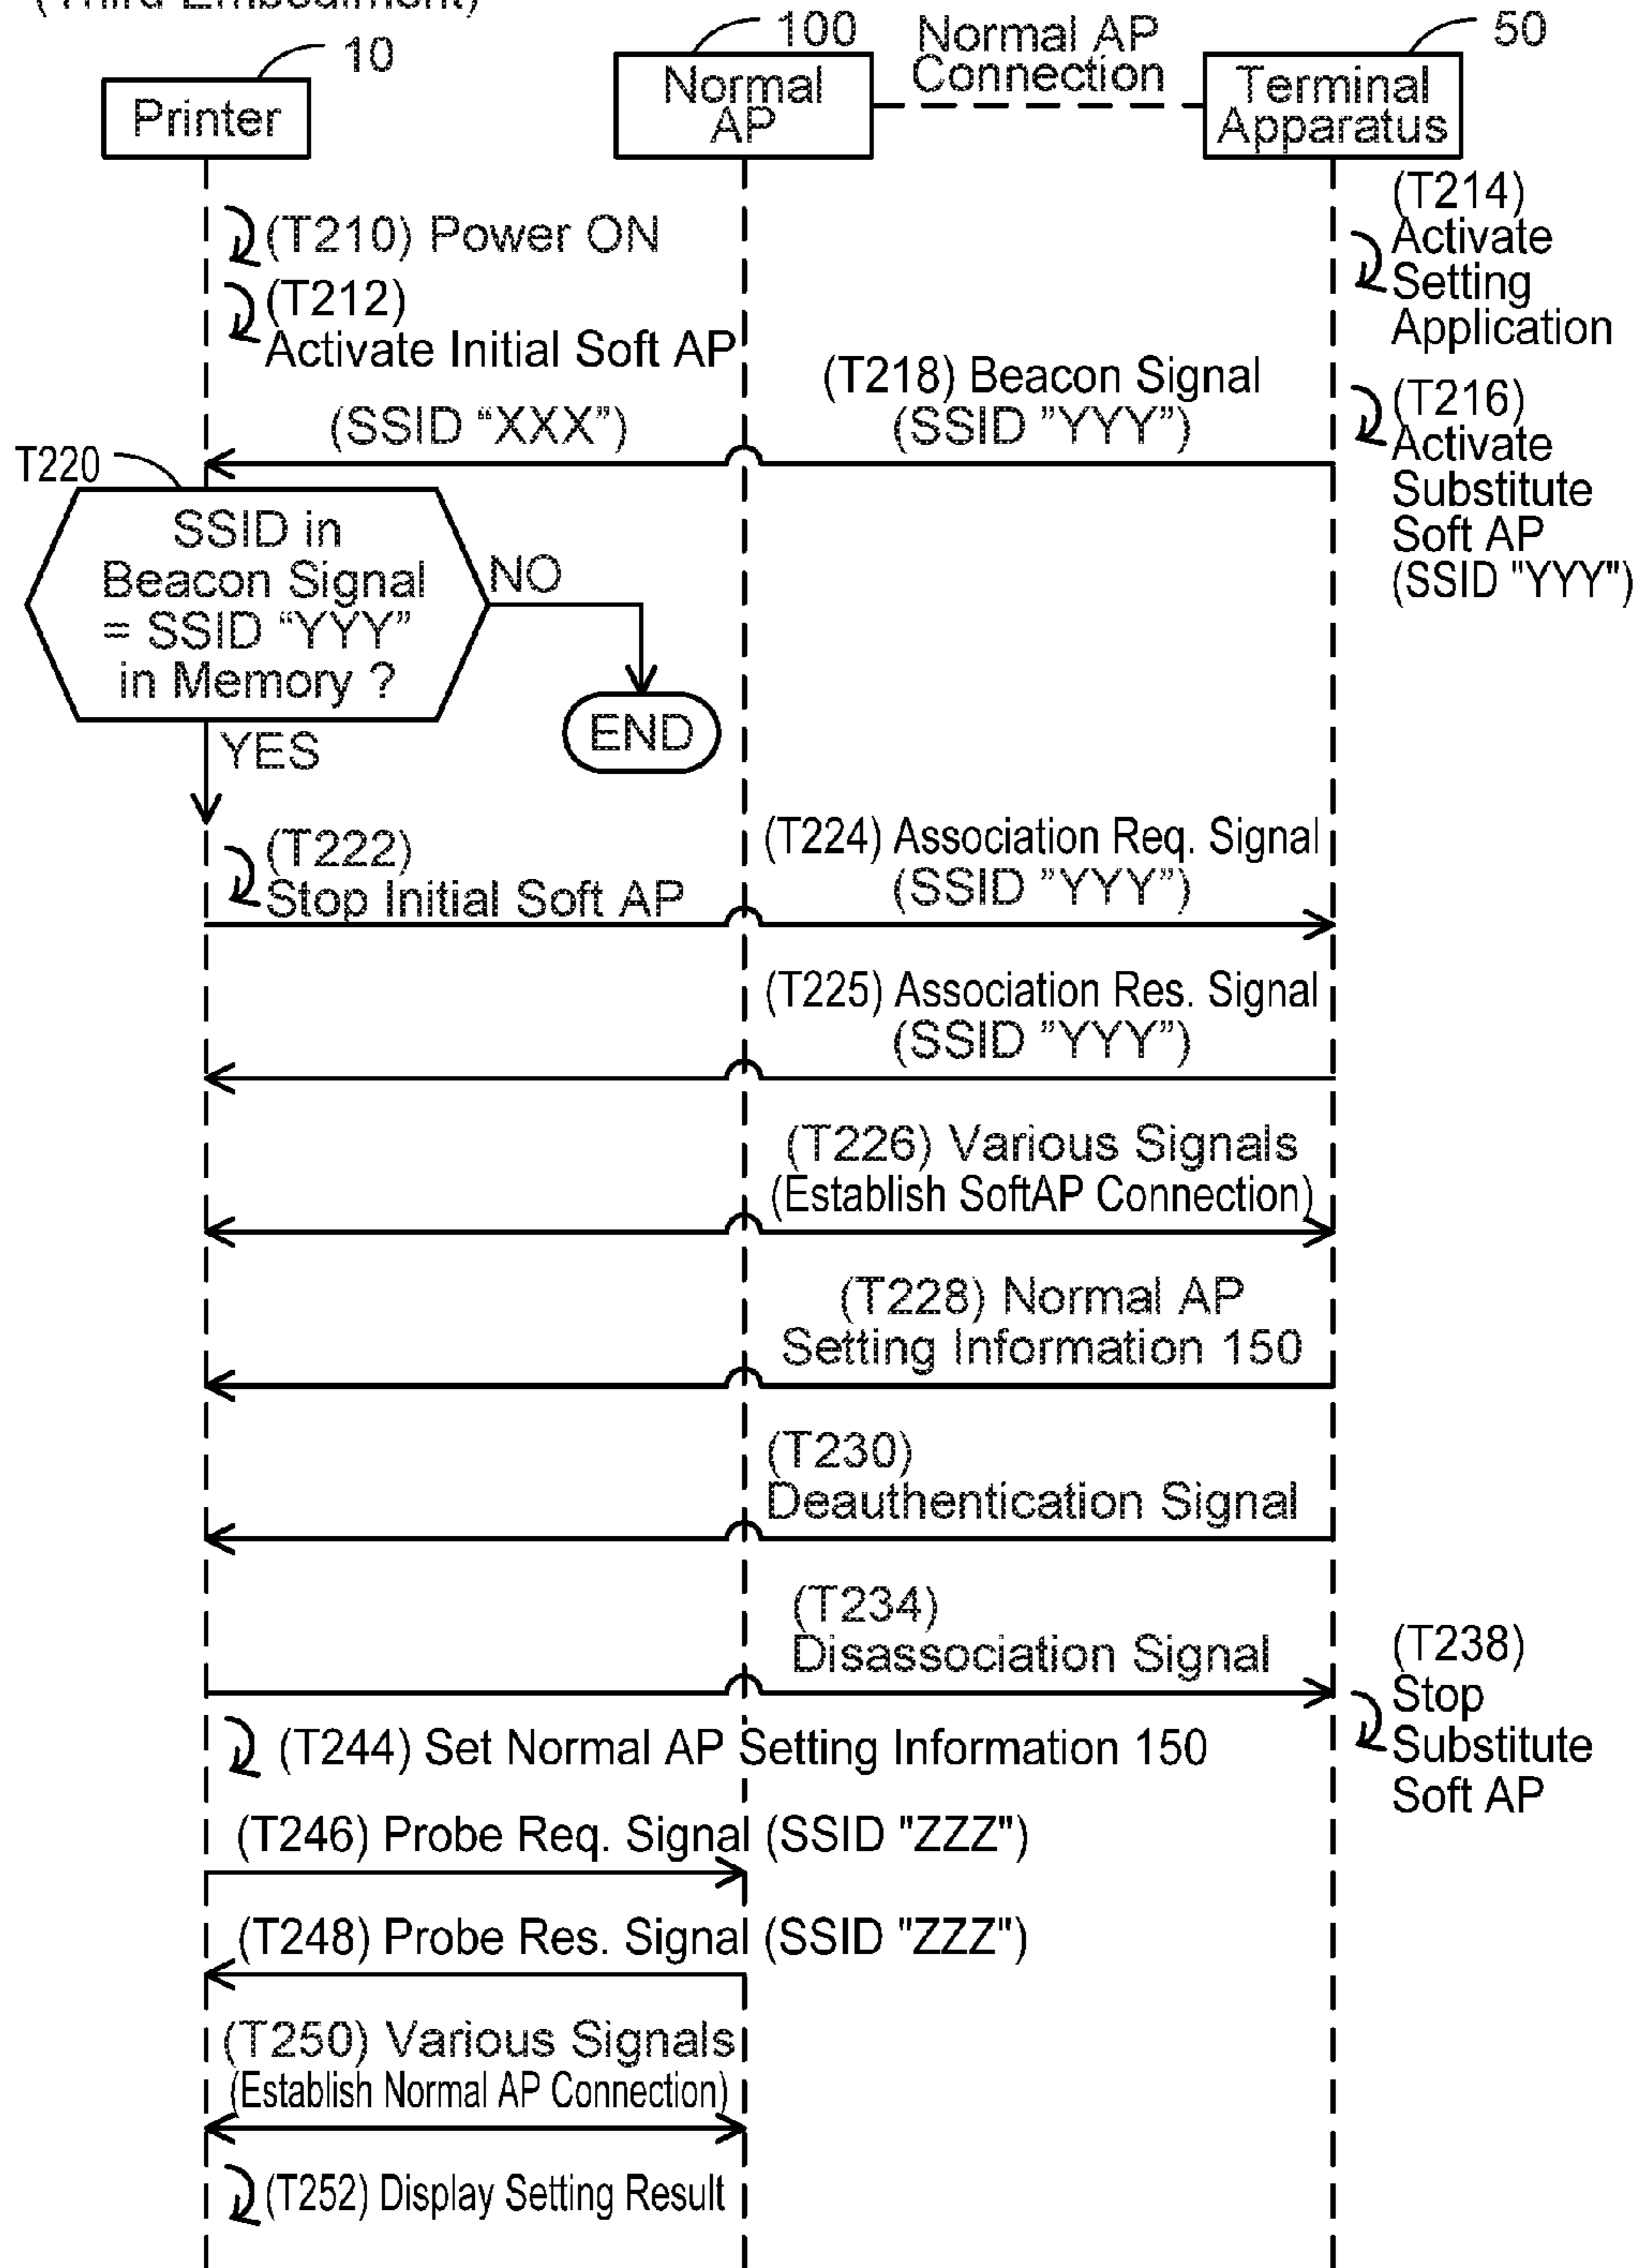 (Third Embodiment)
10
100
50
Printer
Normal
AP
Normal AP
Connection
Terminal
Apparatus
(T210) Power ON
(T214)
Activate
Setting
Application
(T212)
Activate Initial Soft AP
(SSID “XXX”)
(T216)
Activate
Substitute
Soft AP
(SSID "YYY")
(T218) Beacon Signal
(SSID ”YYY”)
T220
SSID in
Beacon Signal
= SSID “YYY”
in Memory ?
NO
END
YES
(T222)
Stop Initial Soft AP
(T224) Association Req. Signal
(SSID ”YYY”)
(T225) Association Res. Signal
(SSID ”YYY”)
(T226) Various Signals
(Establish SoftAP Connection)
(T228) Normal AP
Setting Information 150
(T230)
Deauthentication Signal
(T234)
Disassociation Signal
(T238)
Stop
Substitute
Soft AP
(T244) Set Normal AP Setting Information 150
(T246) Probe Req. Signal (SSID "ZZZ")
(T248) Probe Res. Signal (SSID "ZZZ")
(T250) Various Signals
(Establish Normal AP Connection)
(T252) Display Setting Result